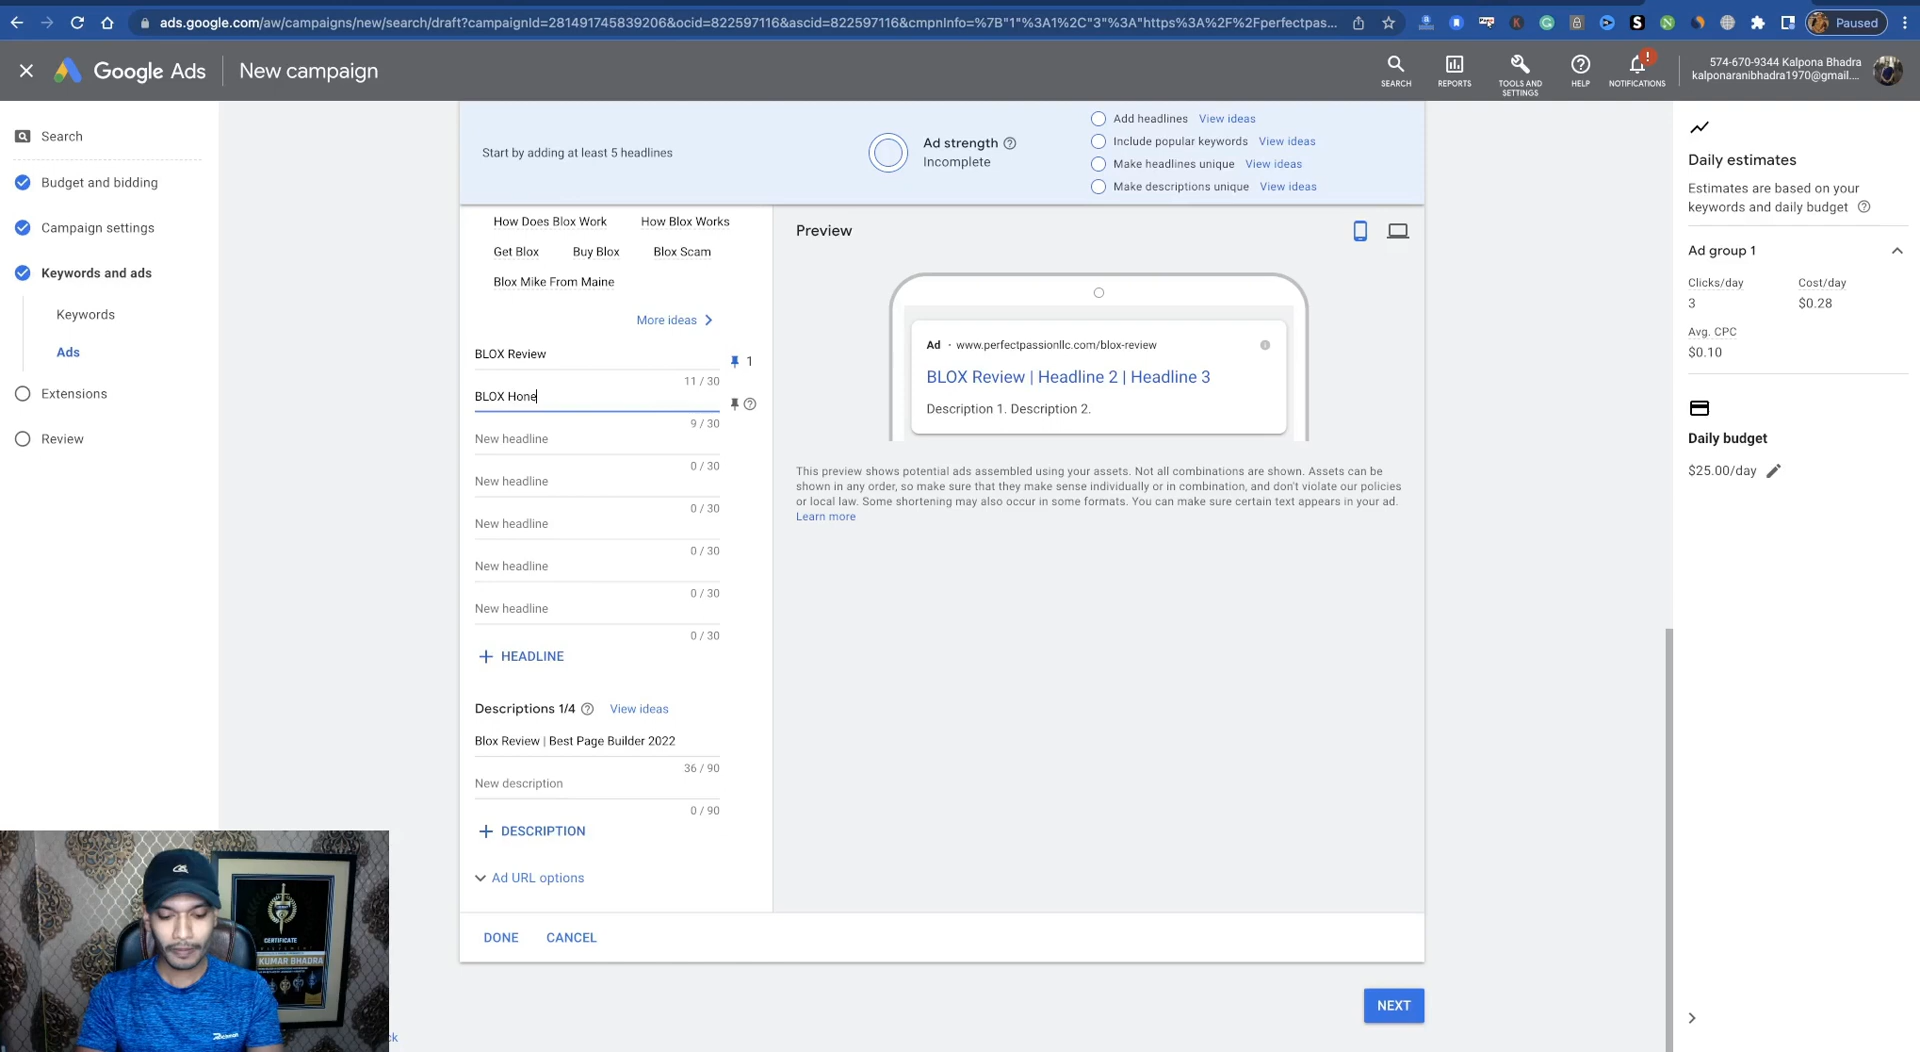 ads.google.com/aw/campaigns/new/search/draft?campaignId=281491745839206&ocid=822597116&ascid=822597116&cmpnInfo=%7B"1"%3A1%2C"3"%3A"https%3A%2F%2Fperfectpas...
Paused
Google Ads
New campaign
SEARCH
REPORTS
TOOLS AND SETTINGS
HELP
NOTIFICATIONS
574-670-9344 Kalpona Bhadra
kalponaranibhadra1970@gmail....
Search
Budget and bidding
Campaign settings
Keywords and ads
Keywords
Ads
Extensions
Review
Start by adding at least 5 headlines
Ad strength
Incomplete
Add headlines View ideas
Include popular keywords View ideas
Make headlines unique View ideas
Make descriptions unique View ideas
How Does Blox Work How Blox Works
Get Blox Buy Blox Blox Scam
Blox Mike From Maine
More ideas
BLOX Review
1
11 / 30
BLOX Hone
9 / 30
New headline
0 / 30
New headline
0 / 30
New headline
0 / 30
New headline
0 / 30
New headline
0 / 30
+ HEADLINE
Descriptions 1/4 View ideas
Blox Review | Best Page Builder 2022
36 / 90
New description
0 / 90
+ DESCRIPTION
Ad URL options
DONE CANCEL
Preview
Ad · www.perfectpassionllc.com/blox-review
BLOX Review | Headline 2 | Headline 3
Description 1. Description 2.
This preview shows potential ads assembled using your assets. Not all combinations are shown. Assets can be
shown in any order, so make sure that they make sense individually or in combination, and don't violate our policies
or local law. Some shortening may also occur in some formats. You can make sure certain text appears in your ad.
Learn more
NEXT
Daily estimates
Estimates are based on your
keywords and daily budget
Ad group 1
Clicks/day Cost/day
3 $0.28
Avg. CPC
$0.10
Daily budget
$25.00/day
CERTIFICATE
KUMAR BHADRA
ck